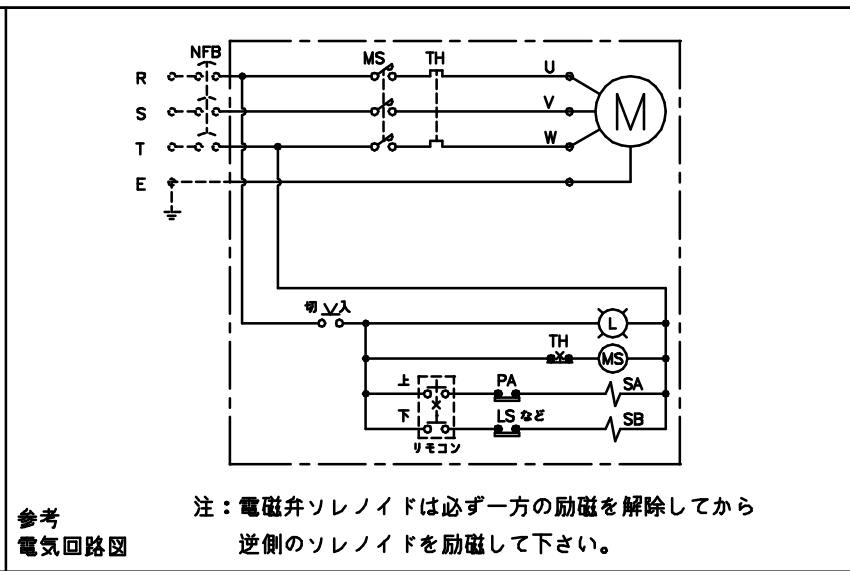 NFB
MS
TH
R
S
T
E
U
V
W
M
切 入
L
TH
MS
上
PA
SA
下
LS など
SB
リモコン
参考
電気回路図
注：電磁弁ソレノイドは必ず一方の励磁を解除してから
逆側のソレノイドを励磁して下さい。